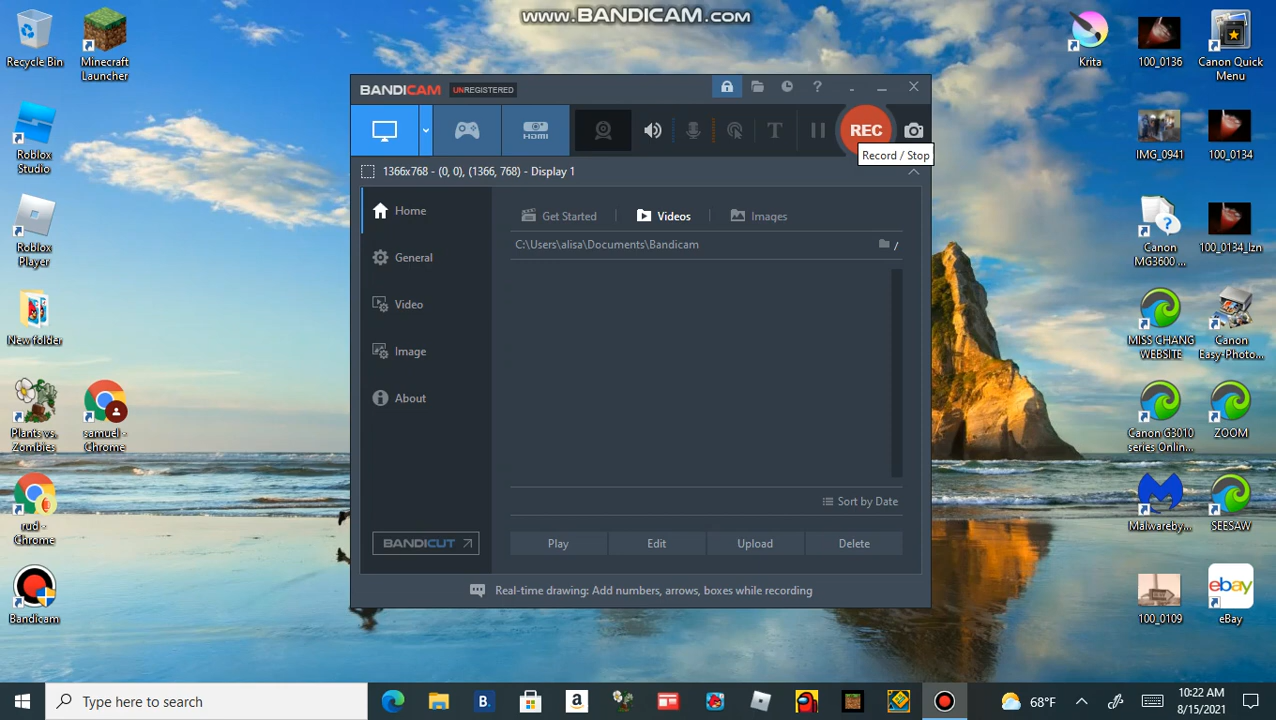 www.BANDICAM.com
Recycle Bin
Minecraft
Launcher
Roblox
Studio
Roblox
Player
New folder
Plants vs.
Zombies
samuel -
Chrome
rud -
Chrome
Bandicam
BANDICAM UNREGISTERED
?
HDMI
T
REC
Record / Stop
1366x768 - (0, 0), (1366, 768) - Display 1
Home
General
Video
Image
About
BANDICUT
Get Started
Videos
Images
C:\Users\alisa\Documents\Bandicam
/
Sort by Date
Play
Edit
Upload
Delete
Real-time drawing: Add numbers, arrows, boxes while recording
Krita
100_0136
Canon Quick
Menu
IMG_0941
100_0134
Canon
MG3600 ...
100_0134_lzn
MISS CHANG
WEBSITE
Canon
Easy-Photo...
Canon G3010
series Onlin...
ZOOM
Malwareby...
SEESAW
100_0109
ebay
eBay
Type here to search
B.
a
68°F
10:22 AM
8/15/2021